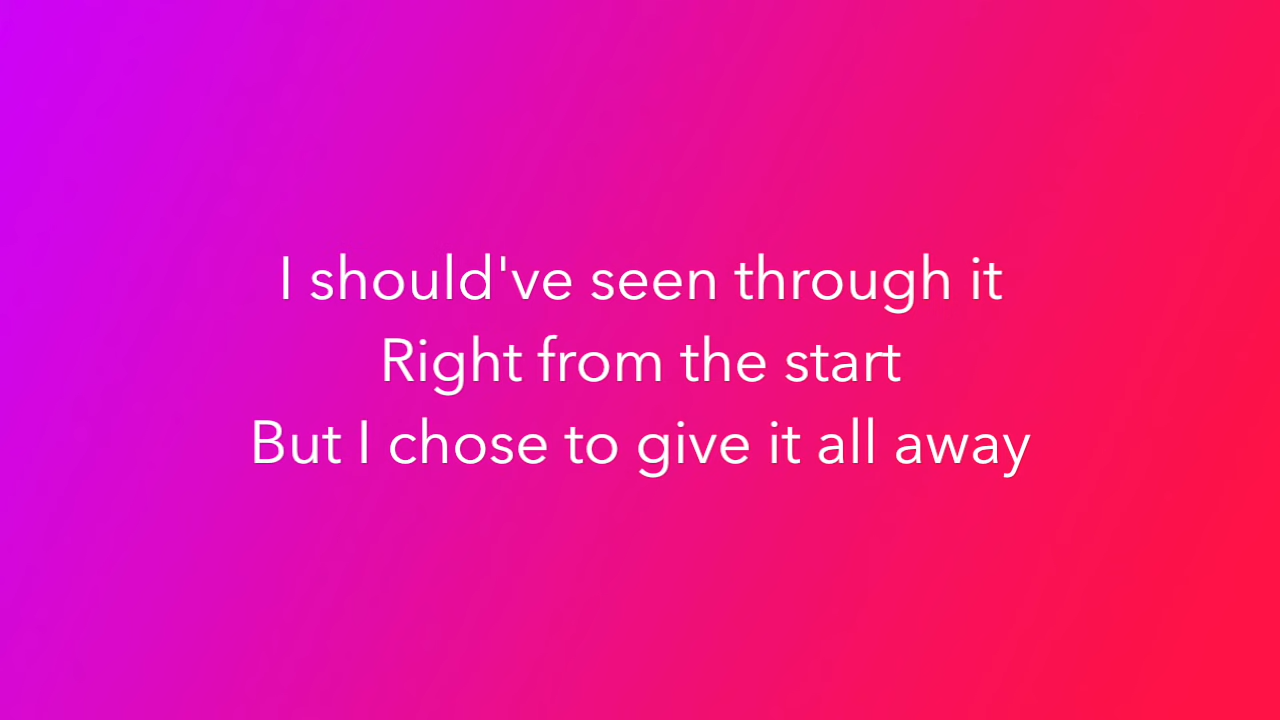 I should've seen through it
Right from the start
But I chose to give it all away